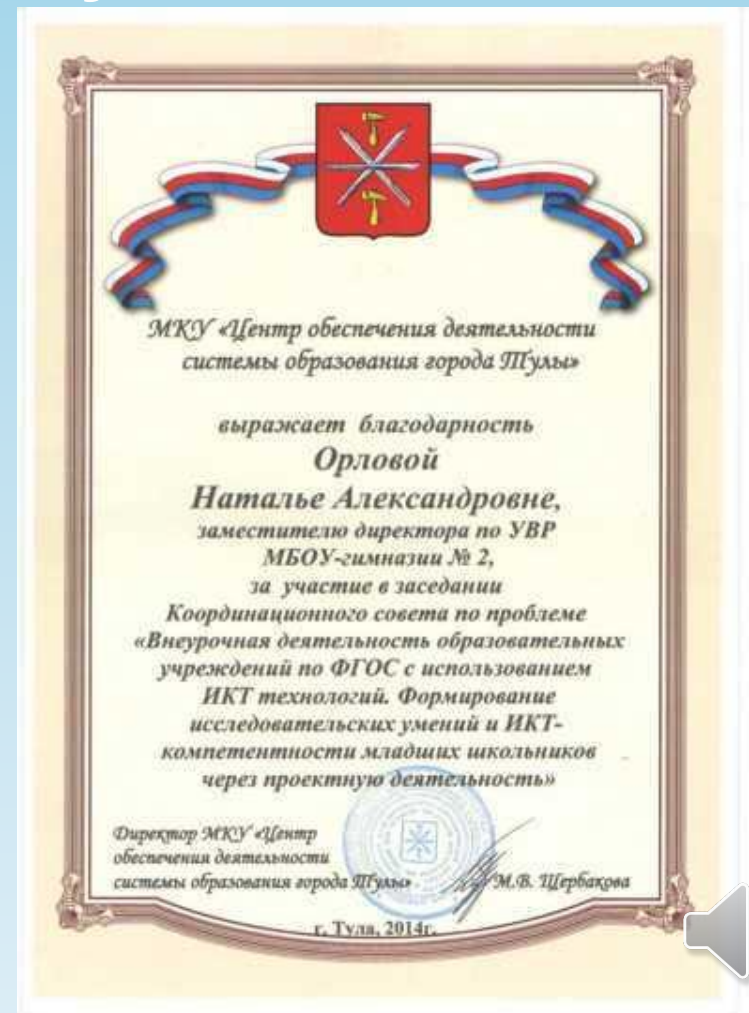 МКУ «Центр обеспечения деятельности
системы образования города Тулы»
выражает благодарность
Орловой
Наталье Александровне,
заместителю директора по УВР
МБОУ-гимназии № 2,
за участие в заседании
Координационного совета по проблеме
«Внеурочная деятельность образовательных
учреждений по ФГОС с использованием
ИКТ технологий. Формирование
исследовательских умений и ИКТ-
компетентности младших школьников
через проектную деятельность»
Директор МКУ «Центр
обеспечения деятельности
системы образования города Тулы»
М.В. Щербакова
г. Тула, 2014г.